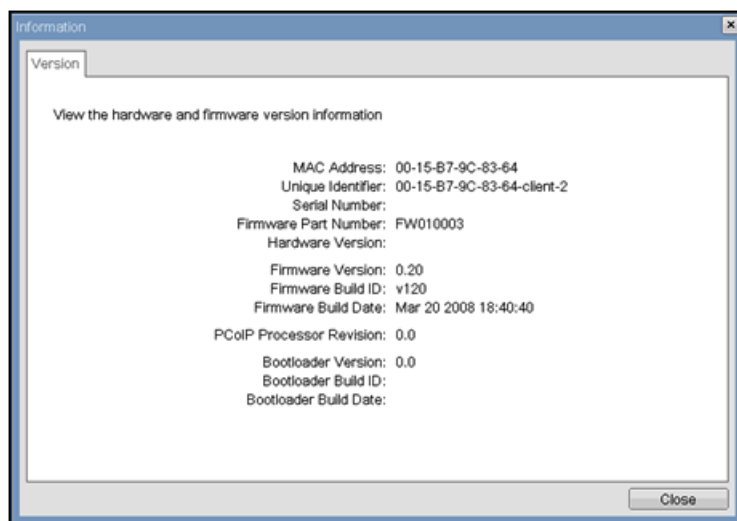 Information
Version
View the hardware and firmware version information
MAC Address: 00-15-B7-9C-83-64
Unique Identifier: 00-15-B7-9C-83-64-client-2
Serial Number:
Firmware Part Number: FW010003
Hardware Version:
Firmware Version: 0.20
Firmware Build ID: v120
Firmware Build Date: Mar 20 2008 18:40:40
PCoIP Processor Revision: 0.0
Bootloader Version: 0.0
Bootloader Build ID:
Bootloader Build Date:
Close